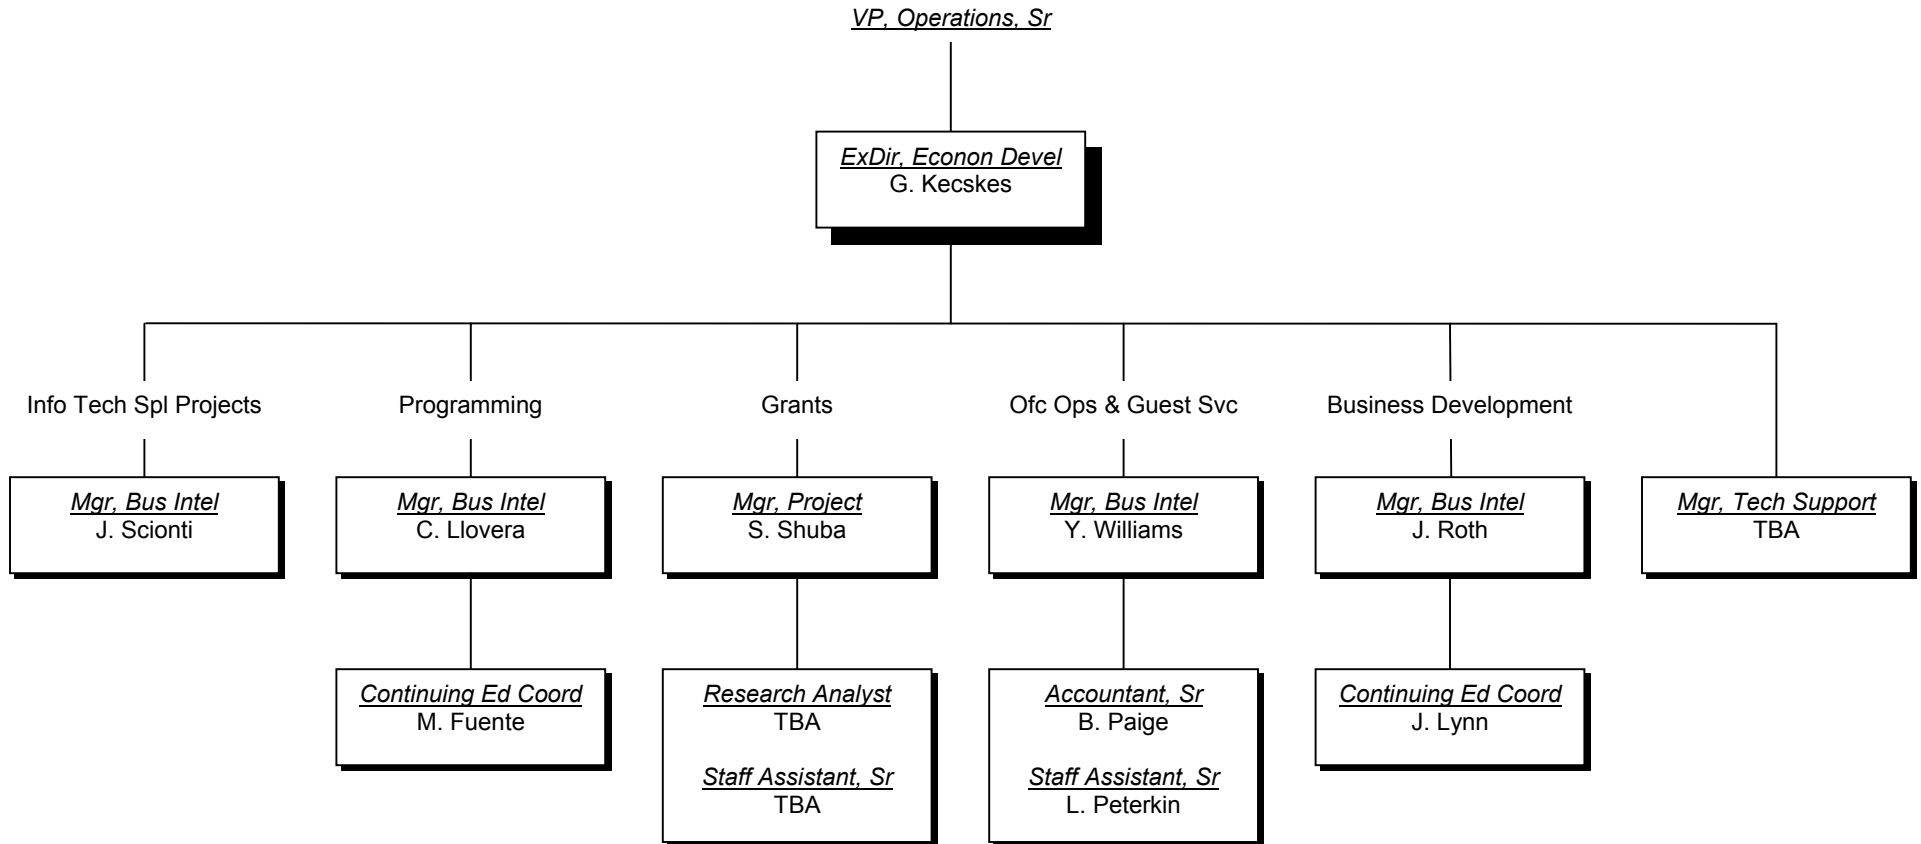 VP, Operations, Sr
ExDir, Econon Devel
G. Kecskes
Info Tech Spl Projects
Programming
Grants
Ofc Ops & Guest Svc
Business Development
Mgr, Bus Intel
J. Scionti
Mgr, Bus Intel
C. Llovera
Mgr, Project
S. Shuba
Mgr, Bus Intel
Y. Williams
Mgr, Bus Intel
J. Roth
Mgr, Tech Support
TBA
Continuing Ed Coord
M. Fuente
Research Analyst
TBA
Staff Assistant, Sr
TBA
Accountant, Sr
B. Paige
Staff Assistant, Sr
L. Peterkin
Continuing Ed Coord
J. Lynn